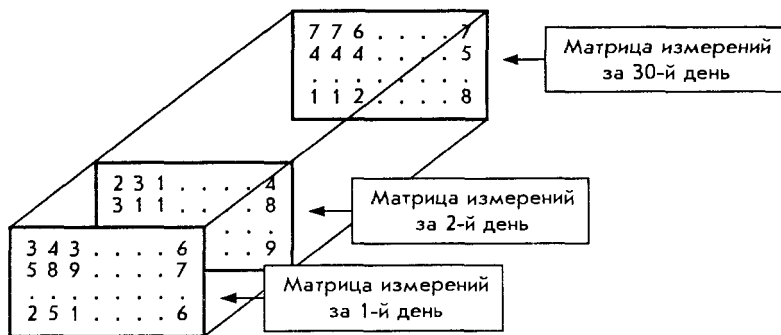 7 7 6 . . . . 7
4 4 4 . . . . . 5
. . . . . . . .
1 1 2 . . . . 8
Матрица измерений
за 30-й день
2 3 1 . . . . 4
3 1 1 . . . . . 8
. .
. 9
Матрица измерений
за 2-й день
3 4 3 . . . . 6
5 8 9 . . . . 7
. . . . . . . .
2 5 1 . . . . 6
Матрица измерений
за 1-й день